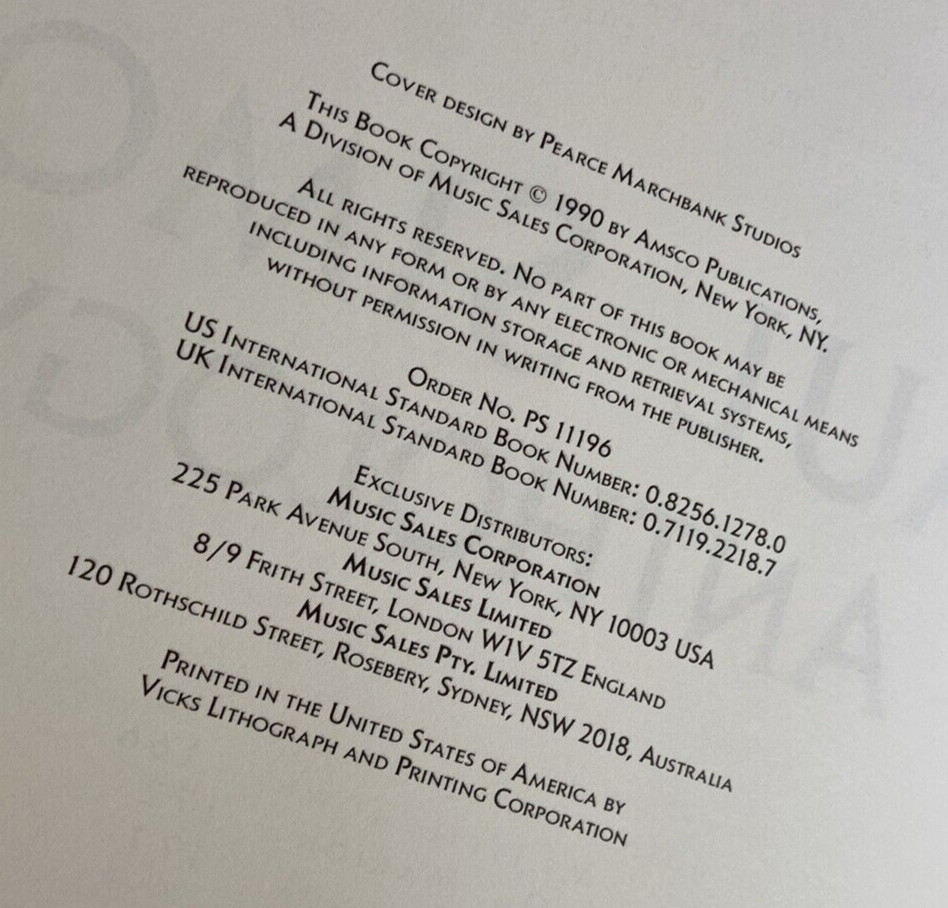 Cover design by Pearce Marchbank Studios
This Book Copyright © 1990 by Amsco Publications,
A Division of Music Sales Corporation, New York, NY.
All rights reserved. No part of this book may be
reproduced in any form or by any electronic or mechanical means
including information storage and retrieval systems,
without permission in writing from the publisher.
Order No. PS 11196
US International Standard Book Number: 0.8256.1278.0
UK International Standard Book Number: 0.7119.2218.7
Exclusive Distributors:
Music Sales Corporation
225 Park Avenue South, New York, NY 10003 USA
Music Sales Limited
8/9 Frith Street, London W1V 5TZ England
Music Sales Pty. Limited
120 Rothschild Street, Rosebery, Sydney, NSW 2018, Australia
Printed in the United States of America by
Vicks Lithograph and Printing Corporation